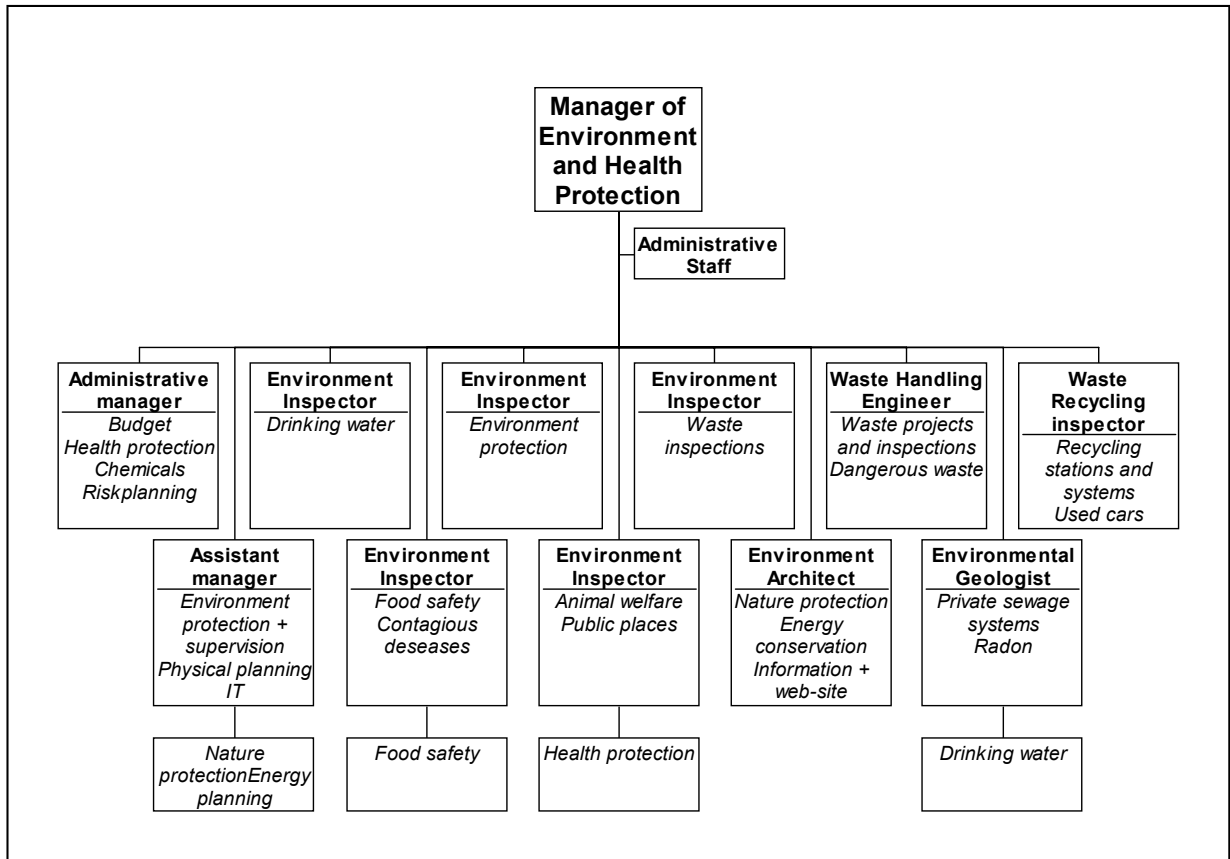 Manager of
Environment
and Health
Protection
Administrative
Staff
Administrative
manager
Budget
Health protection
Chemicals
Riskplanning
Environment
Inspector
Drinking water
Environment
Inspector
Environment
protection
Environment
Inspector
Waste
inspections
Waste Handling
Engineer
Waste projects
and inspections
Dangerous waste
Waste
Recycling
inspector
Recycling
stations and
systems
Used cars
Assistant
manager
Environment
protection +
supervision
Physical planning
IT
Environment
Inspector
Food safety
Contagious
deseases
Environment
Inspector
Animal welfare
Public places
Environment
Architect
Nature protection
Energy
conservation
Information +
web-site
Environmental
Geologist
Private sewage
systems
Radon
Nature
protectionEnergy
planning
Food safety
Health protection
Drinking water